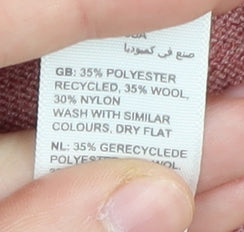 صنع في كمبوديا
GB: 35% POLYESTER
RECYCLED, 35% WOOL,
30% NYLON
WASH WITH SIMILAR
COLOURS, DRY FLAT
NL: 35% GERECYCLEDE